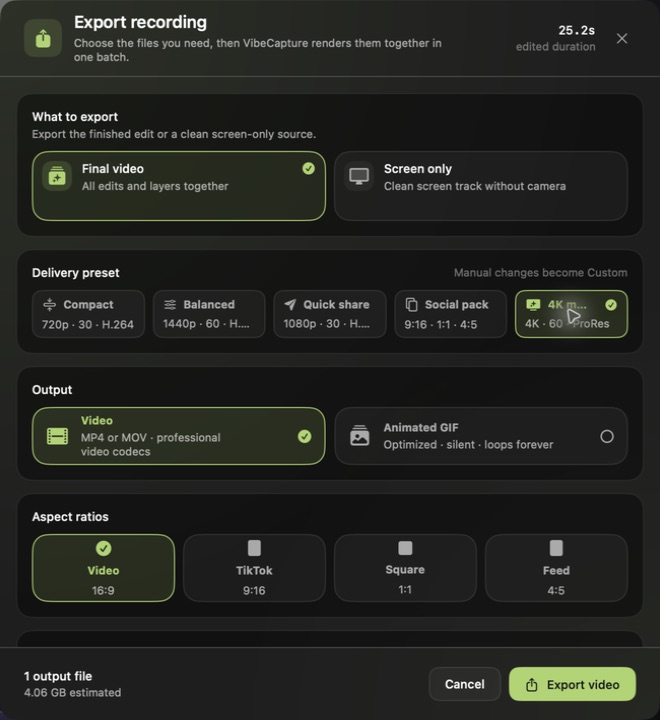 Export recording
Choose the files you need, then VibeCapture renders them together in
one batch.
25.2s
edited duration
What to export
Export the finished edit or a clean screen-only source.
Final video
All edits and layers together
Screen only
Clean screen track without camera
Delivery preset
Manual changes become Custom
Compact
720p · 30 · H.264
Balanced
1440p · 60 · H....
Quick share
1080p · 30 · H....
Social pack
9:16 · 1:1 · 4:5
4K m...
4K · 60 · ProRes
Output
Video
MP4 or MOV · professional
video codecs
Animated GIF
Optimized · silent · loops forever
Aspect ratios
Video
16:9
TikTok
9:16
Square
1:1
Feed
4:5
1 output file
4.06 GB estimated
Cancel
Export video